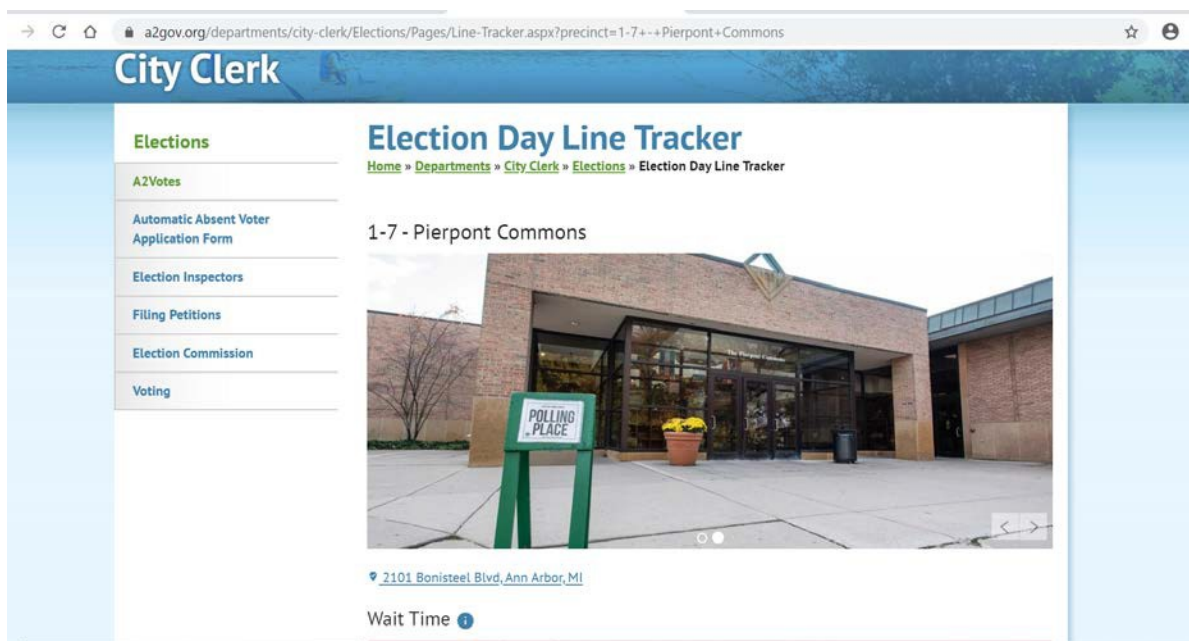 a2gov.org/departments/city-clerk/Elections/Pages/Line-Tracker.aspx?precinct=1-7+-+Pierpont+Commons
City Clerk
Elections
A2Votes
Automatic Absent Voter
Application Form
Election Inspectors
Filing Petitions
Election Commission
Voting
Election Day Line Tracker
Home » Departments » City Clerk » Elections » Election Day Line Tracker
1-7 - Pierpont Commons
The Pierpont Commons
POLLING
PLACE
2101 Bonisteel Blvd, Ann Arbor, MI
Wait Time